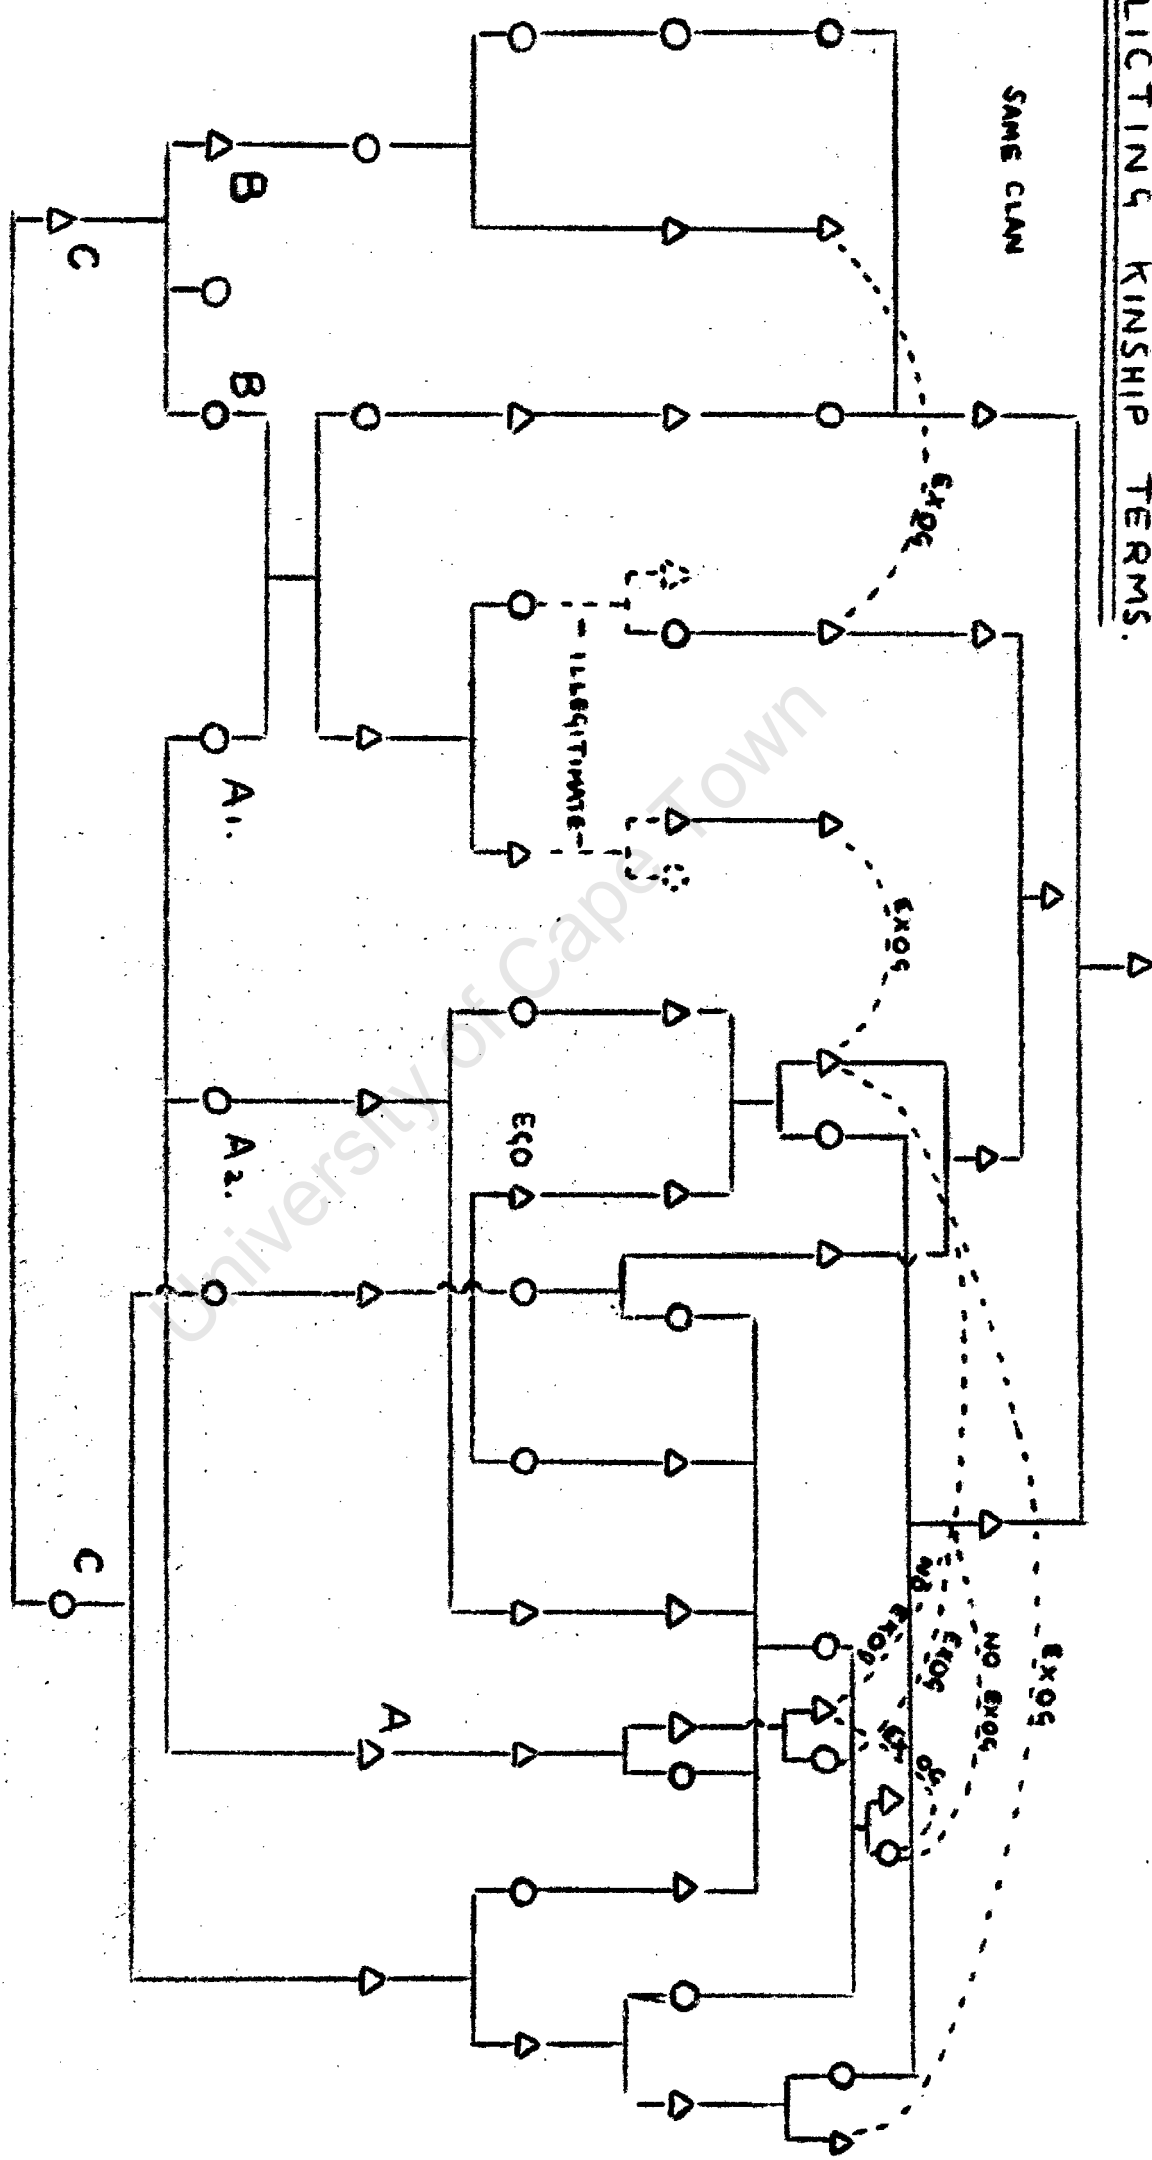 LICTING KINSHIP TERMS.
SAME CLAN
EXOG
EXOG
EXOG
NO EXOG
EXOG
NO EXOG
ILLEGITIMATE
EGO
A
B
B
A1.
A2.
C
C
University of Cape Town